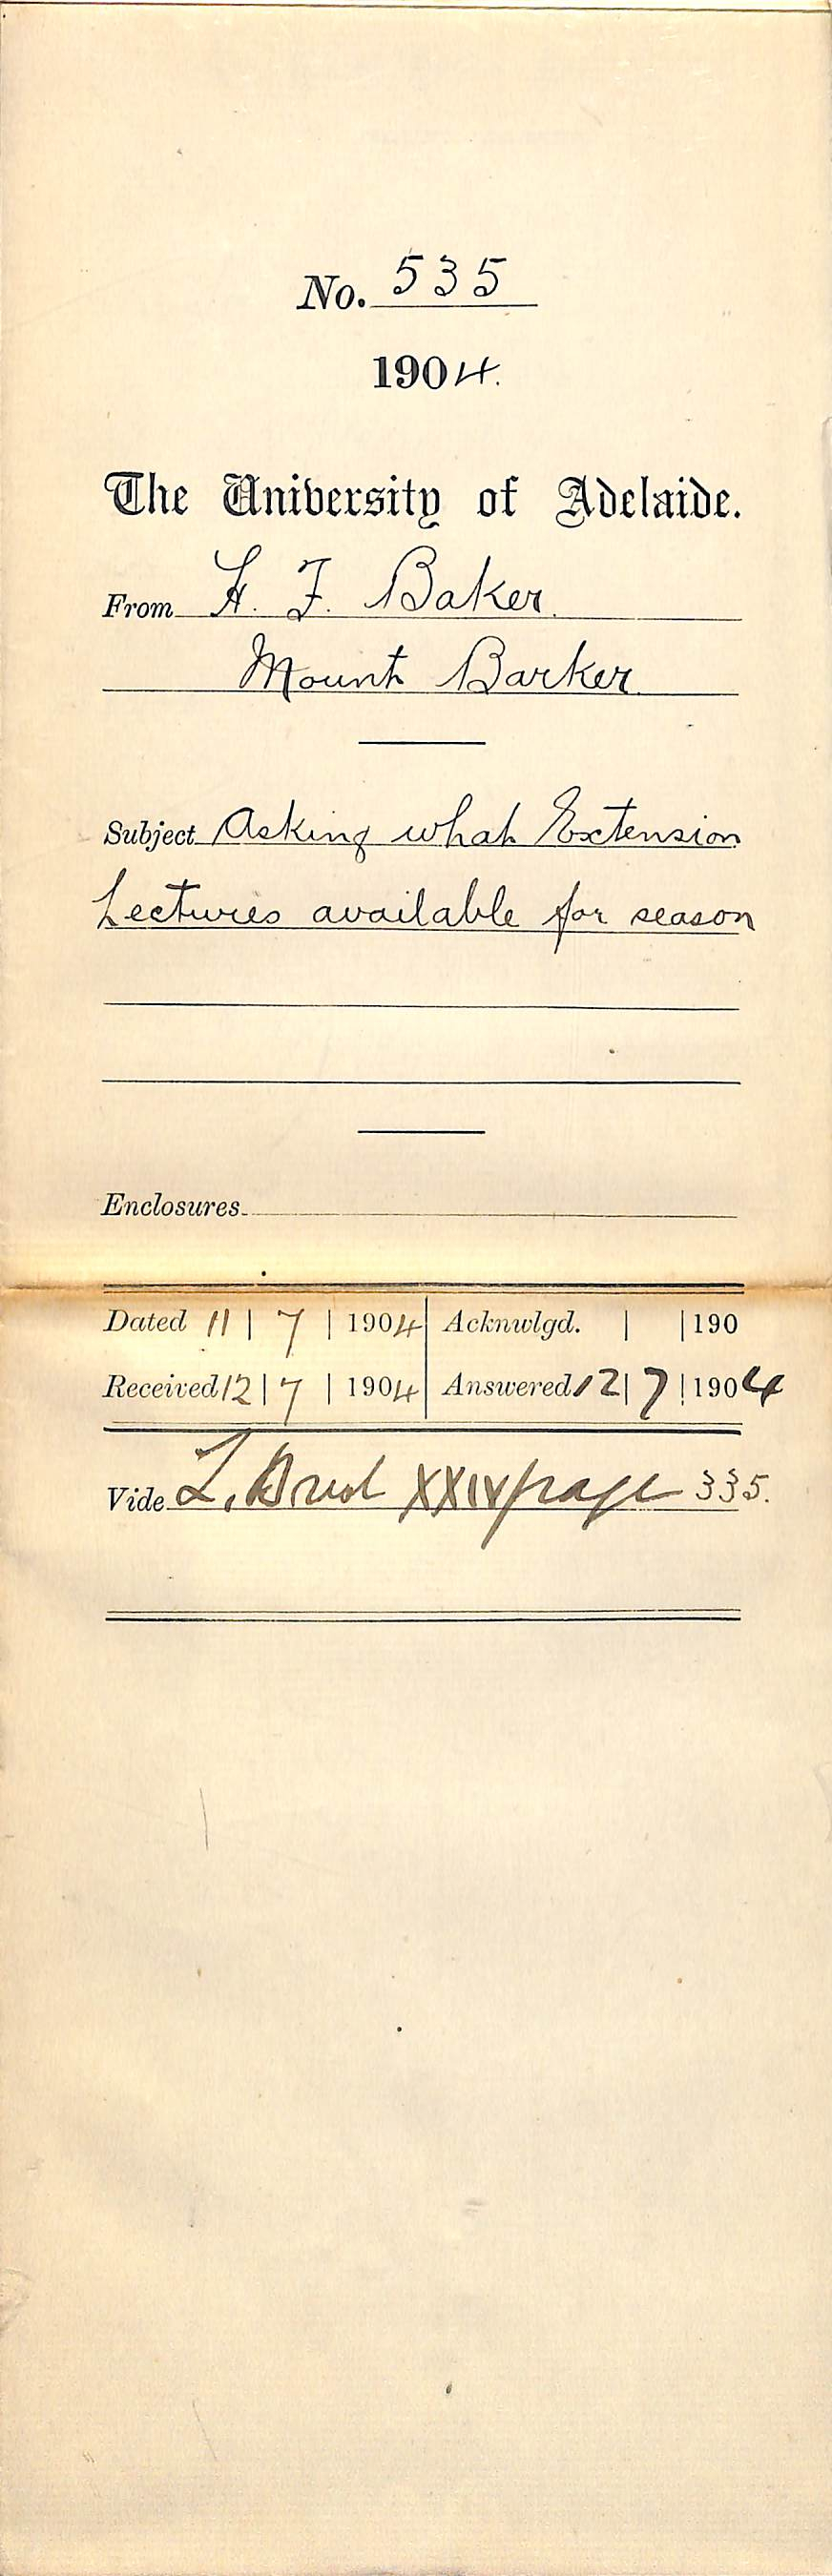 No. 535
1904.
The University of Adelaide.
From H. F. Baker.
Mount Barker
Subject Asking what Extension
Lectures available for season
Enclosures
Dated 11 | 7 | 1904 Acknwlgd. | | 190
Received 12 | 7 | 1904 Answered 12 | 7 | 1904
Vide L. XXIV page 335.